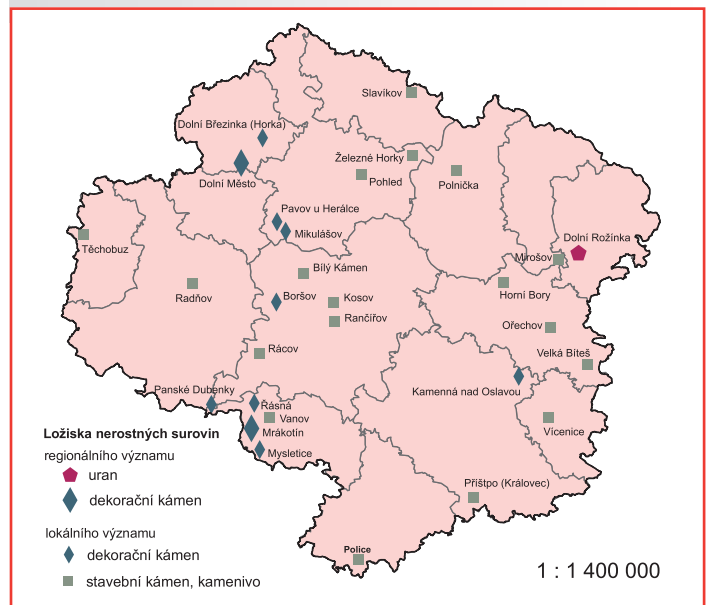 Slavíkov
Dolní Březinka (Horka)
Železné Horky
Pohled
Polnička
Dolní Město
Pavov u Herálce
Mikulášov
Dolní Rožínka
Těchobuz
Mirošov
Bílý Kámen
Radňov
Boršov
Kosov
Horní Bory
Rančířov
Ořechov
Rácov
Velká Bíteš
Panské Dubenky
Kamenná nad Oslavou
Řásná
Vanov
Vícenice
Mrákotín
Mysletice
Příštpo (Královec)
Police
Ložiska nerostných surovin
regionálního významu
uran
dekorační kámen
lokálního významu
dekorační kámen
stavební kámen, kamenivo
1 : 1 400 000